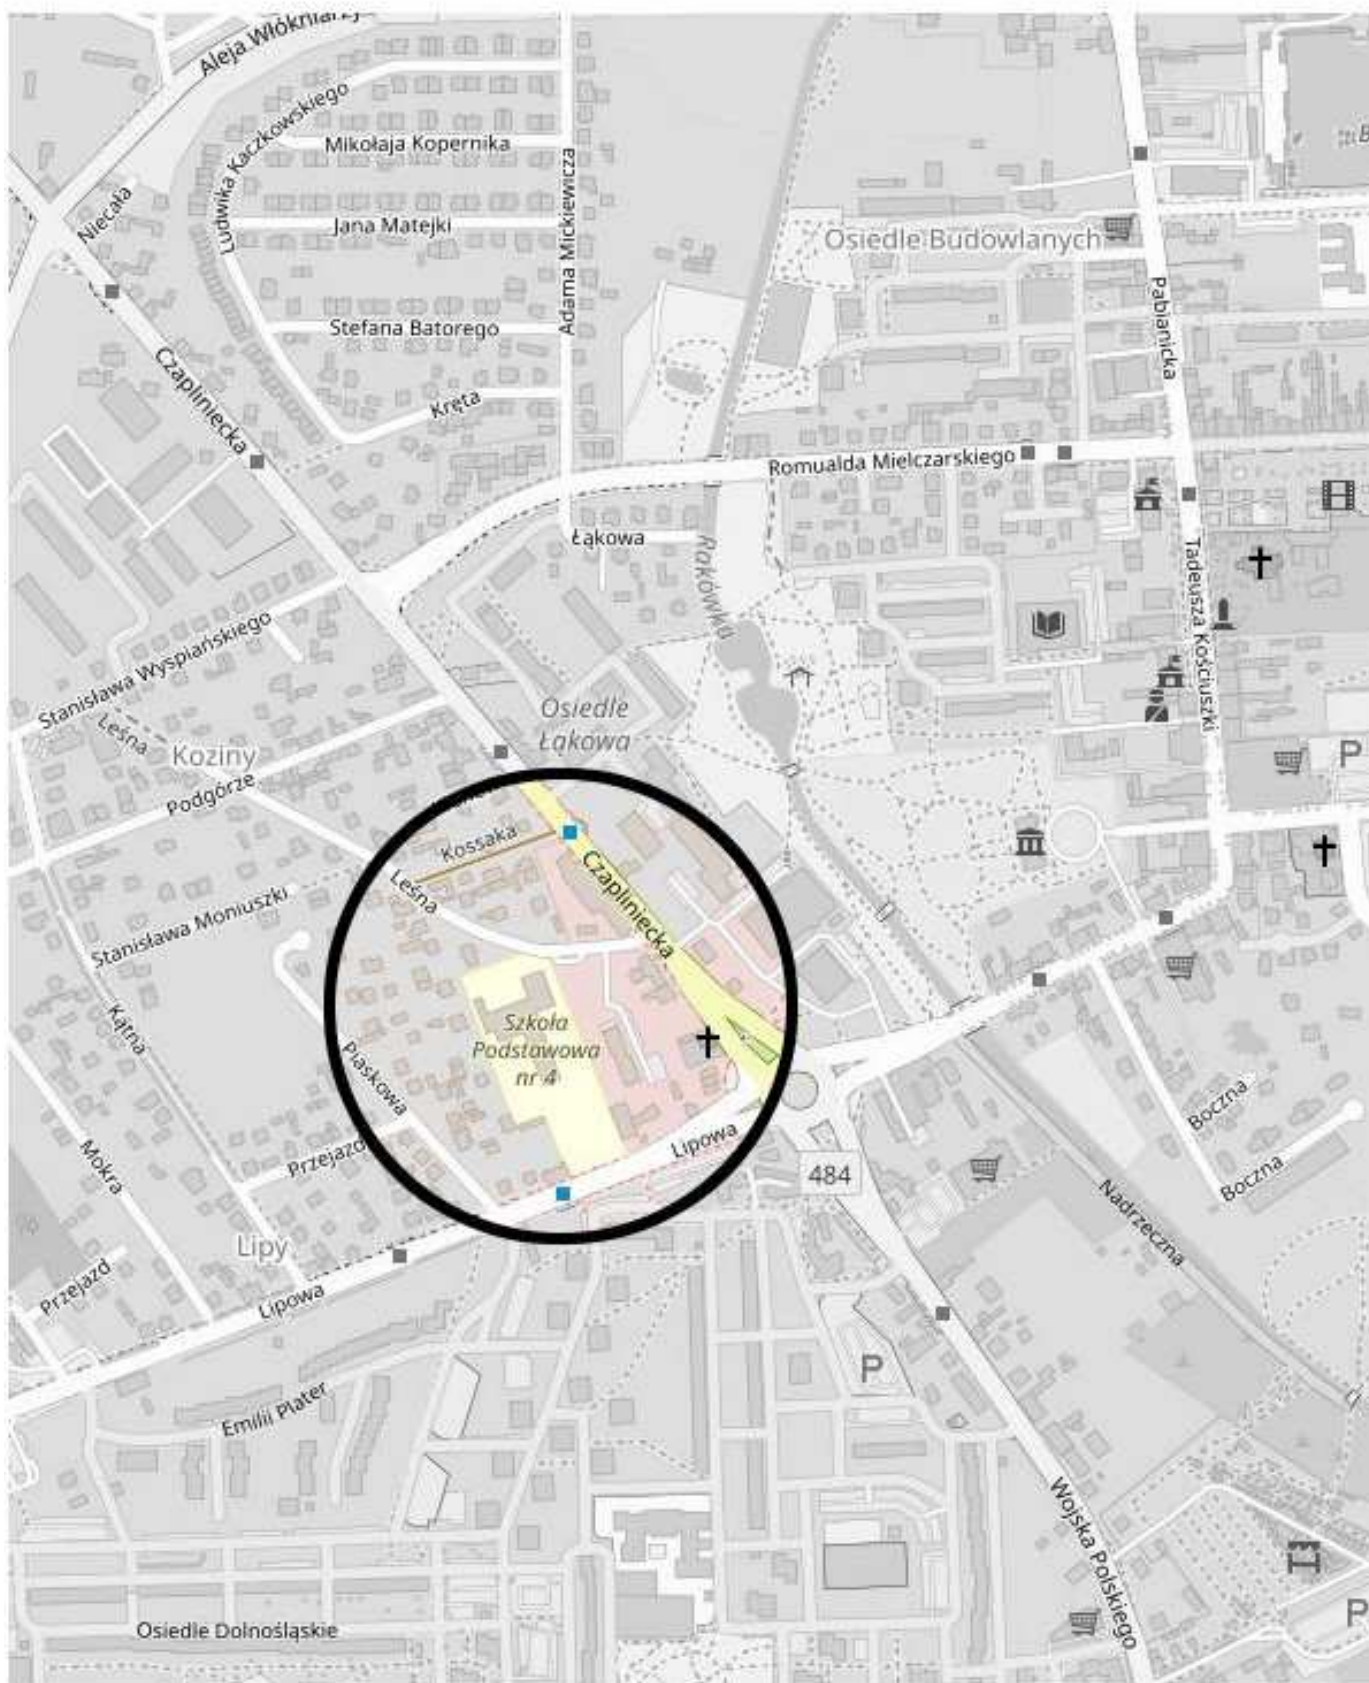 Aleja Włókniarzy
Ludwika Kaczkowskiego
Mikołaja Kopernika
Adama Mickiewicza
Niecała
Jana Matejki
Osiedle Budowlanych
Stefana Batorego
Pabianicka
Czapliniecka
Kręta
Romualda Mielczarskiego
Łąkowa
Rakówka
Tadeusza Kościuszki
Stanisława Wyspiańskiego
Leśna
Osiedle
Łąkowa
Koziny
Podgórze
P
Kossaka
Leśna
Czapliniecka
Stanisława Moniuszki
Kątna
Szkoła
Podstawowa
nr 4
Piaskowa
Przejazd
Lipowa
Mokra
484
Boczna
Boczna
Nadrzeczna
Lipy
Przejazd
Lipowa
P
Emilii Plater
Wojska Polskiego
P
Osiedle Dolnośląskie